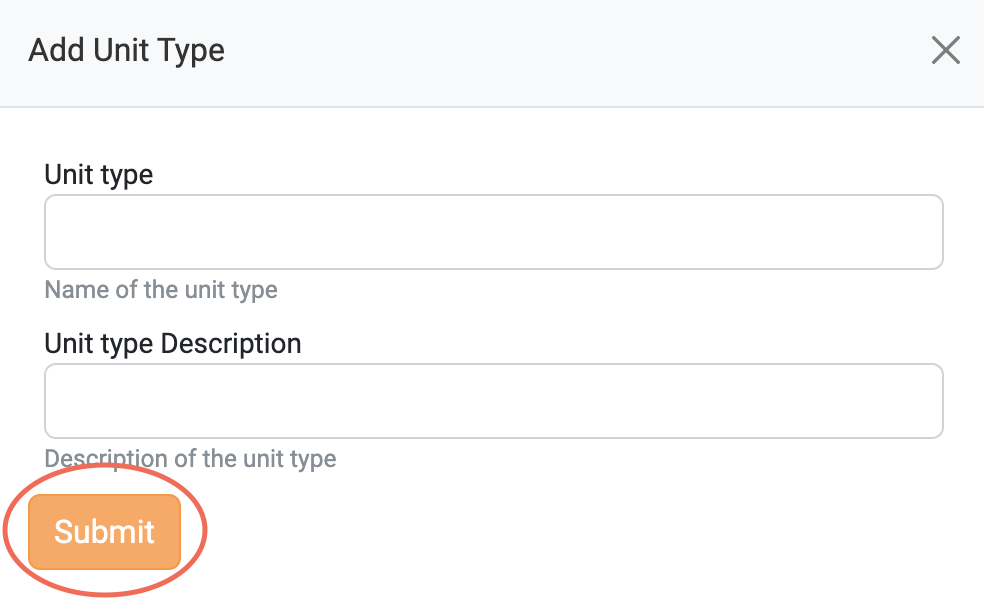 Add Unit Type
Unit type
Name of the unit type
Unit type Description
Description of the unit type
Submit